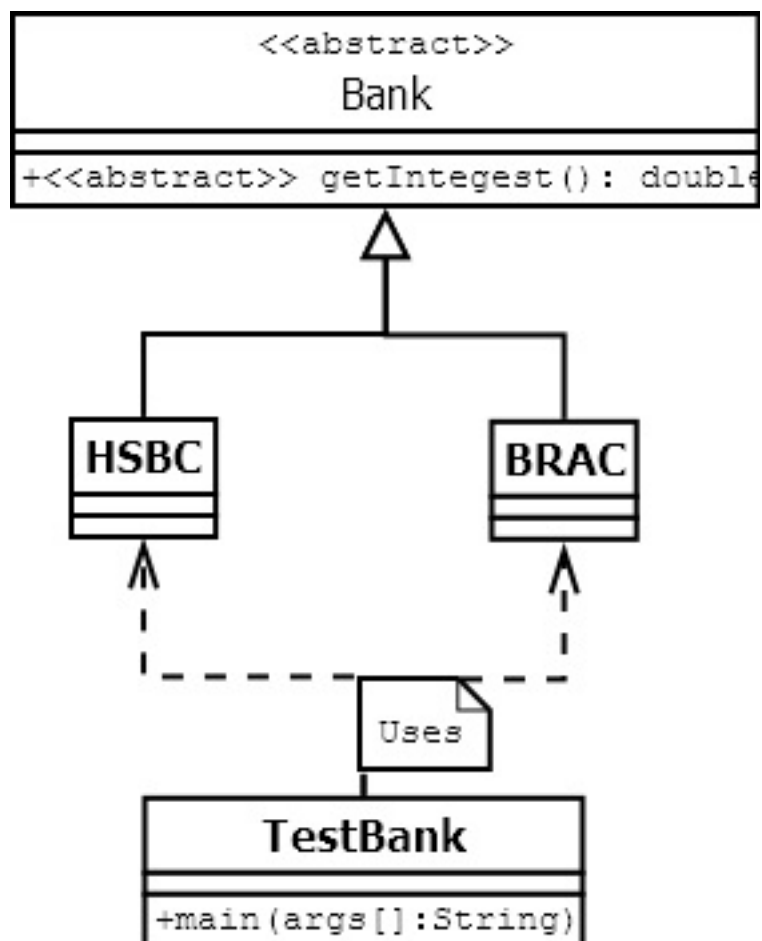 <<abstract>>
Bank
+<<abstract>> getIntegest(): double
HSBC
BRAC
Uses
TestBank
+main(args[]:String)